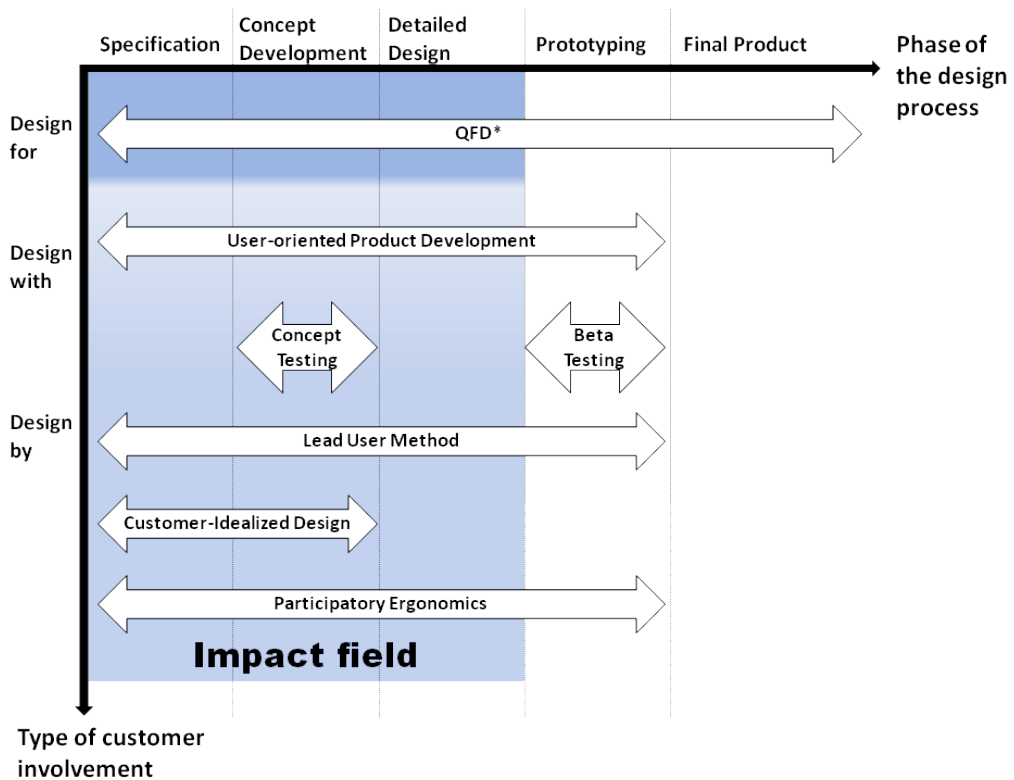 Specification
Concept
Development
Detailed
Design
Prototyping
Final Product
Phase of
the design
process
Design
for
QFD*
Design
with
User-oriented Product Development
Concept
Testing
Beta
Testing
Design
by
Lead User Method
Customer-Idealized Design
Participatory Ergonomics
Impact field
Type of customer
involvement